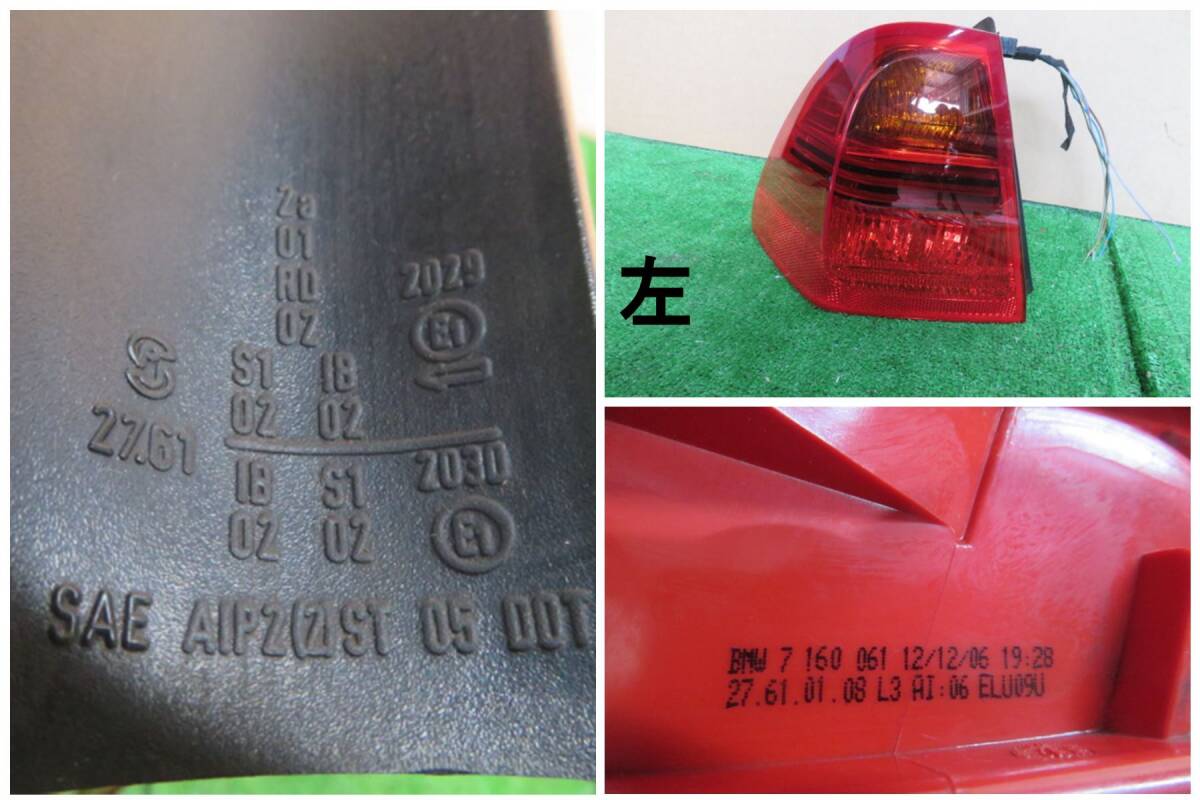 Za
01
RD
02
2029
E1
10
S1 IB
02 02
27.61
IB S1
02 02
2030
E1
SAE AIP2(2)ST 05 DOT
左
BMW 7 160 061 12/12/06 19:28
27.61.01.08 L3 AI:06 ELU09U